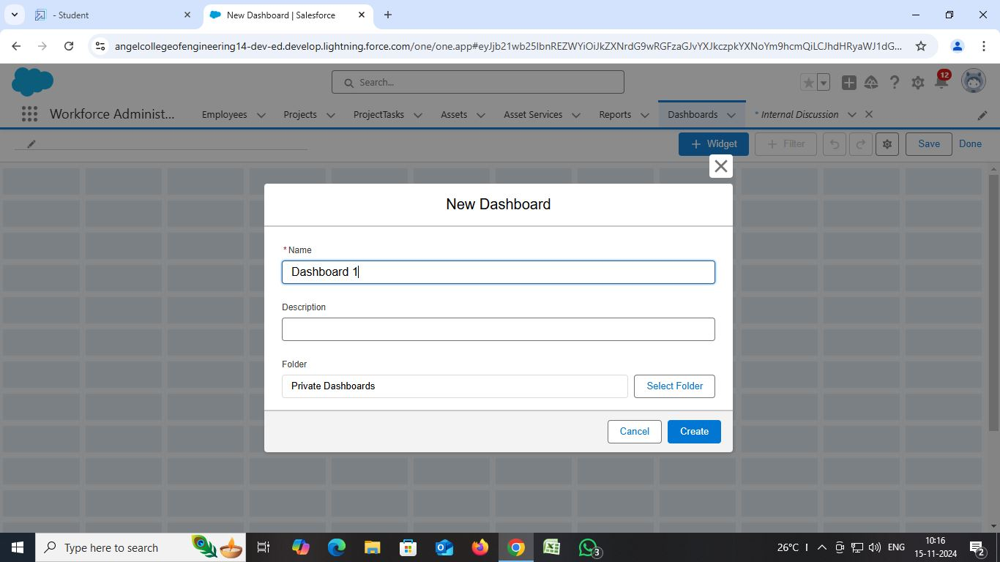 - Student
New Dashboard | Salesforce
angelcollegeofengineering14-dev-ed.develop.lightning.force.com/one/one.app#eyJjb21wb25lbnREZWYiOiJkZXNrdG9wRGFzaGJvYXJkczpkYXNoYm9hcmQiLCJhdHRyaWJ1dG...
Search...
12
Workforce Administ...
Employees
Projects
ProjectTasks
Assets
Asset Services
Reports
Dashboards
* Internal Discussion
+ Widget
+ Filter
Save
Done
New Dashboard
* Name
Dashboard 1
Description
Folder
Private Dashboards
Select Folder
Cancel
Create
Type here to search
3
26°C
ENG
10:16
15-11-2024
2